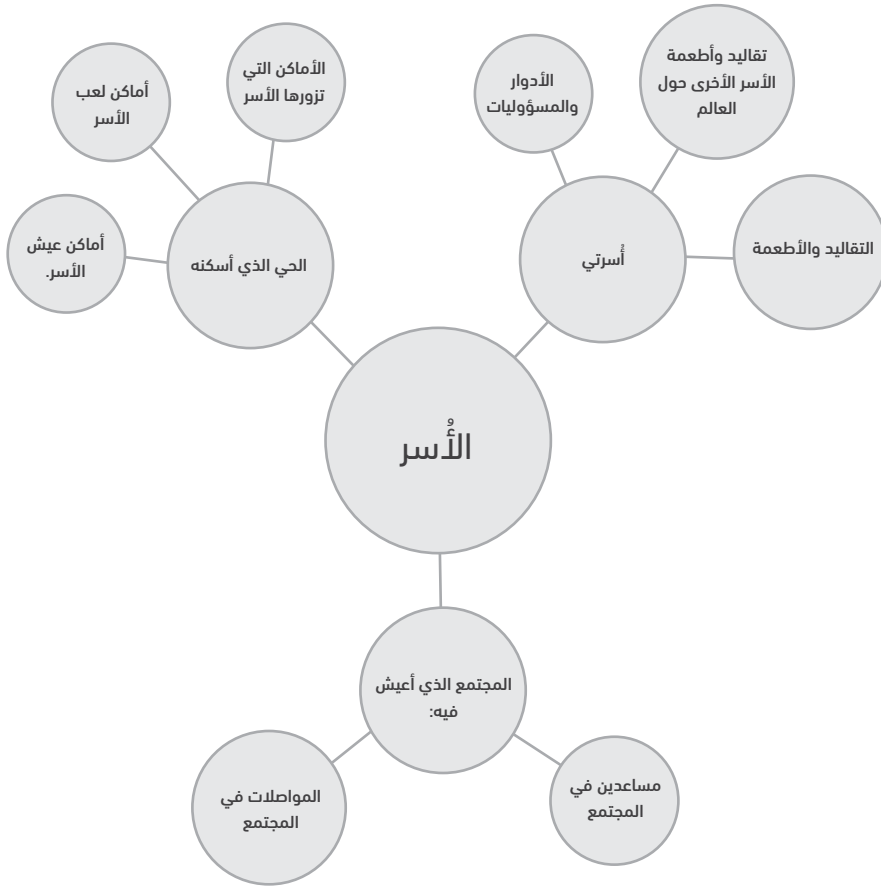 تقاليد وأطعمة
الأسر الأخرى حول
العالم
الأدوار
والمسؤوليات
التقاليد والأطعمة
أُسرتي
الأماكن التي
تزورها الأسر
أماكن لعب
الأسر
أماكن عيش
الأسر.
الحي الذي أسكنه
الأُسر
المجتمع الذي أعيش
فيه:
مساعدين في
المجتمع
المواصلات في
المجتمع